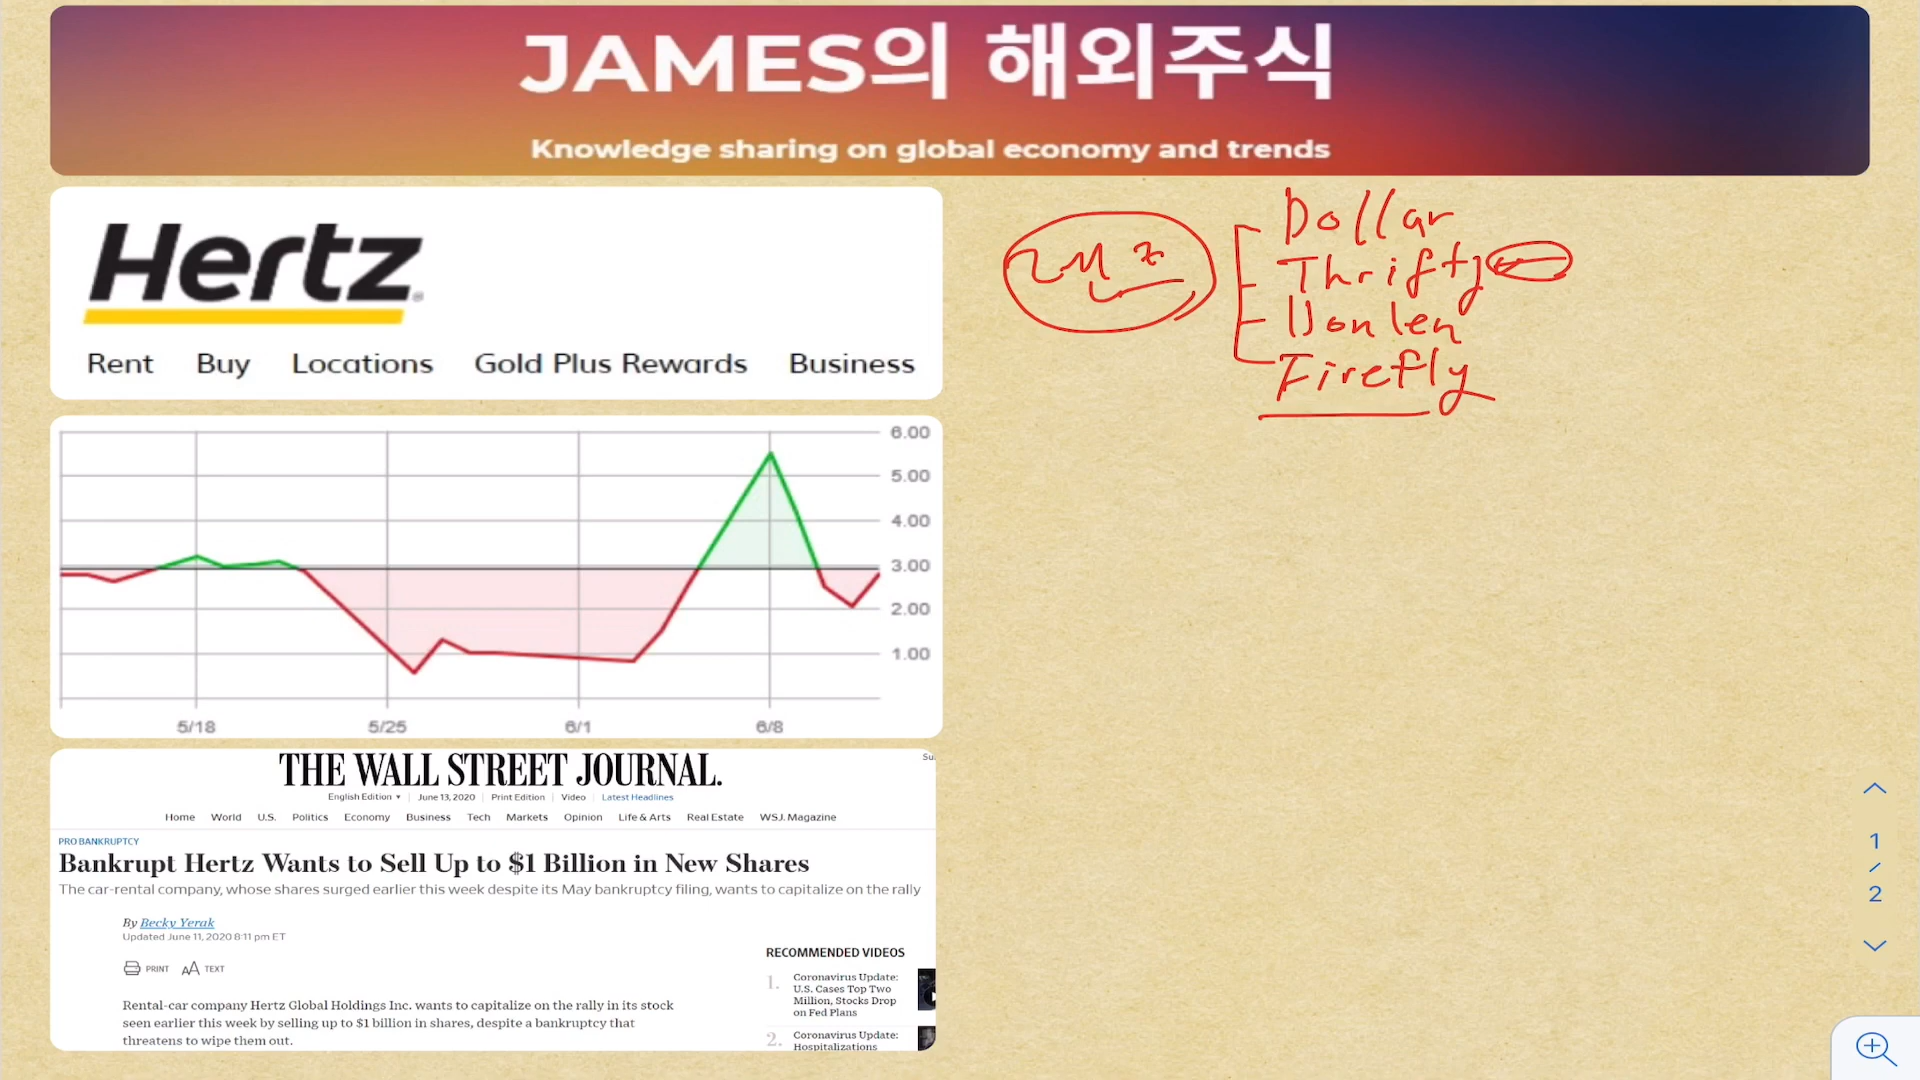 JAMES의 해외주식
Knowledge sharing on global economy and trends
Hertz
Rent Buy Locations Gold Plus Rewards Business
6.00
5.00
4.00
3.00
2.00
1.00
5/18 5/25 6/1 6/8
THE WALL STREET JOURNAL.
English Edition ▾ | June 13, 2020 | Print Edition | Video | Latest Headlines
Home World U.S. Politics Economy Business Tech Markets Opinion Life & Arts Real Estate WSJ. Magazine
PRO BANKRUPTCY
Bankrupt Hertz Wants to Sell Up to $1 Billion in New Shares
The car-rental company, whose shares surged earlier this week despite its May bankruptcy filing, wants to capitalize on the rally
By Becky Yerak
Updated June 11, 2020 8:11 pm ET
PRINT AA TEXT
Rental-car company Hertz Global Holdings Inc. wants to capitalize on the rally in its stock
seen earlier this week by selling up to $1 billion in shares, despite a bankruptcy that
threatens to wipe them out.
RECOMMENDED VIDEOS
1. Coronavirus Update:
U.S. Cases Top Two
Million, Stocks Drop
on Fed Plans
2. Coronavirus Update:
Hospitalizations
Dollar
Thrifty
Donlen
Firefly
1
/
2